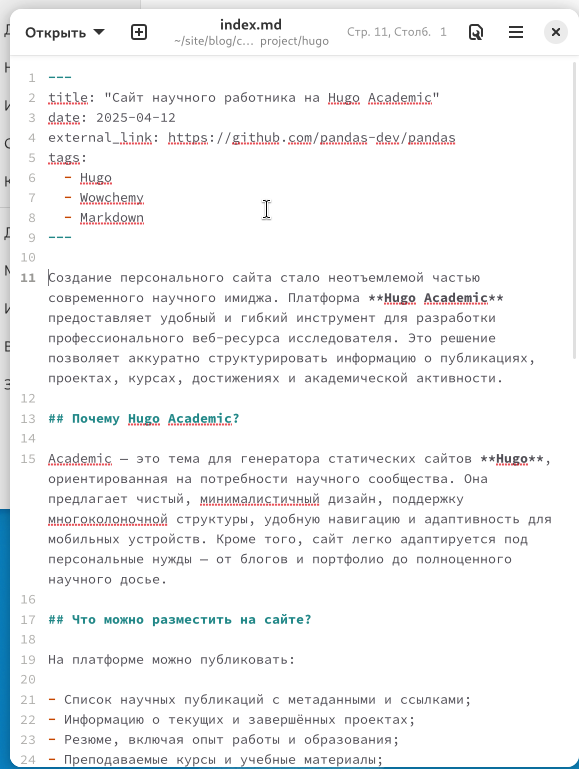 index.md
Открыть
~/site/blog/c… project/hugo
Стр. 11, Столб. 1
1 ---
2 title: "Сайт научного работника на Hugo Academic"
3 date: 2025-04-12
4 external_link: https://github.com/pandas-dev/pandas
5 tags:
6 - Hugo
7 - Wowchemy
8 - Markdown
9 ---
10
11 Создание персонального сайта стало неотъемлемой частью
современного научного имиджа. Платформа **Hugo Academic**
предоставляет удобный и гибкий инструмент для разработки
профессионального веб-ресурса исследователя. Это решение
позволяет аккуратно структурировать информацию о публикациях,
проектах, курсах, достижениях и академической активности.
12
13 ## Почему Hugo Academic?
14
15 Academic — это тема для генератора статических сайтов **Hugo**,
ориентированная на потребности научного сообщества. Она
предлагает чистый, минималистичный дизайн, поддержку
многоколоночной структуры, удобную навигацию и адаптивность для
мобильных устройств. Кроме того, сайт легко адаптируется под
персональные нужды — от блогов и портфолио до полноценного
научного досье.
16
17 ## Что можно разместить на сайте?
18
19 На платформе можно публиковать:
20
21 - Список научных публикаций с метаданными и ссылками;
22 - Информацию о текущих и завершённых проектах;
23 - Резюме, включая опыт работы и образования;
24 - Преподаваемые курсы и учебные материалы;